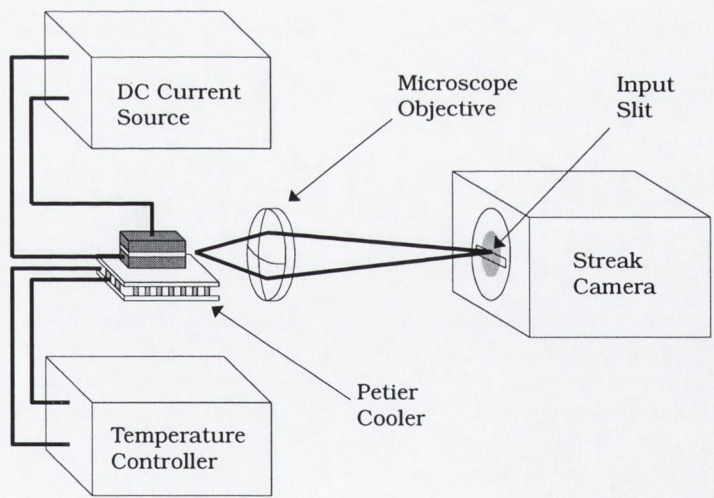 DC Current
Source
Microscope
Objective
Input
Slit
Streak
Camera
Petier
Cooler
Temperature
Controller